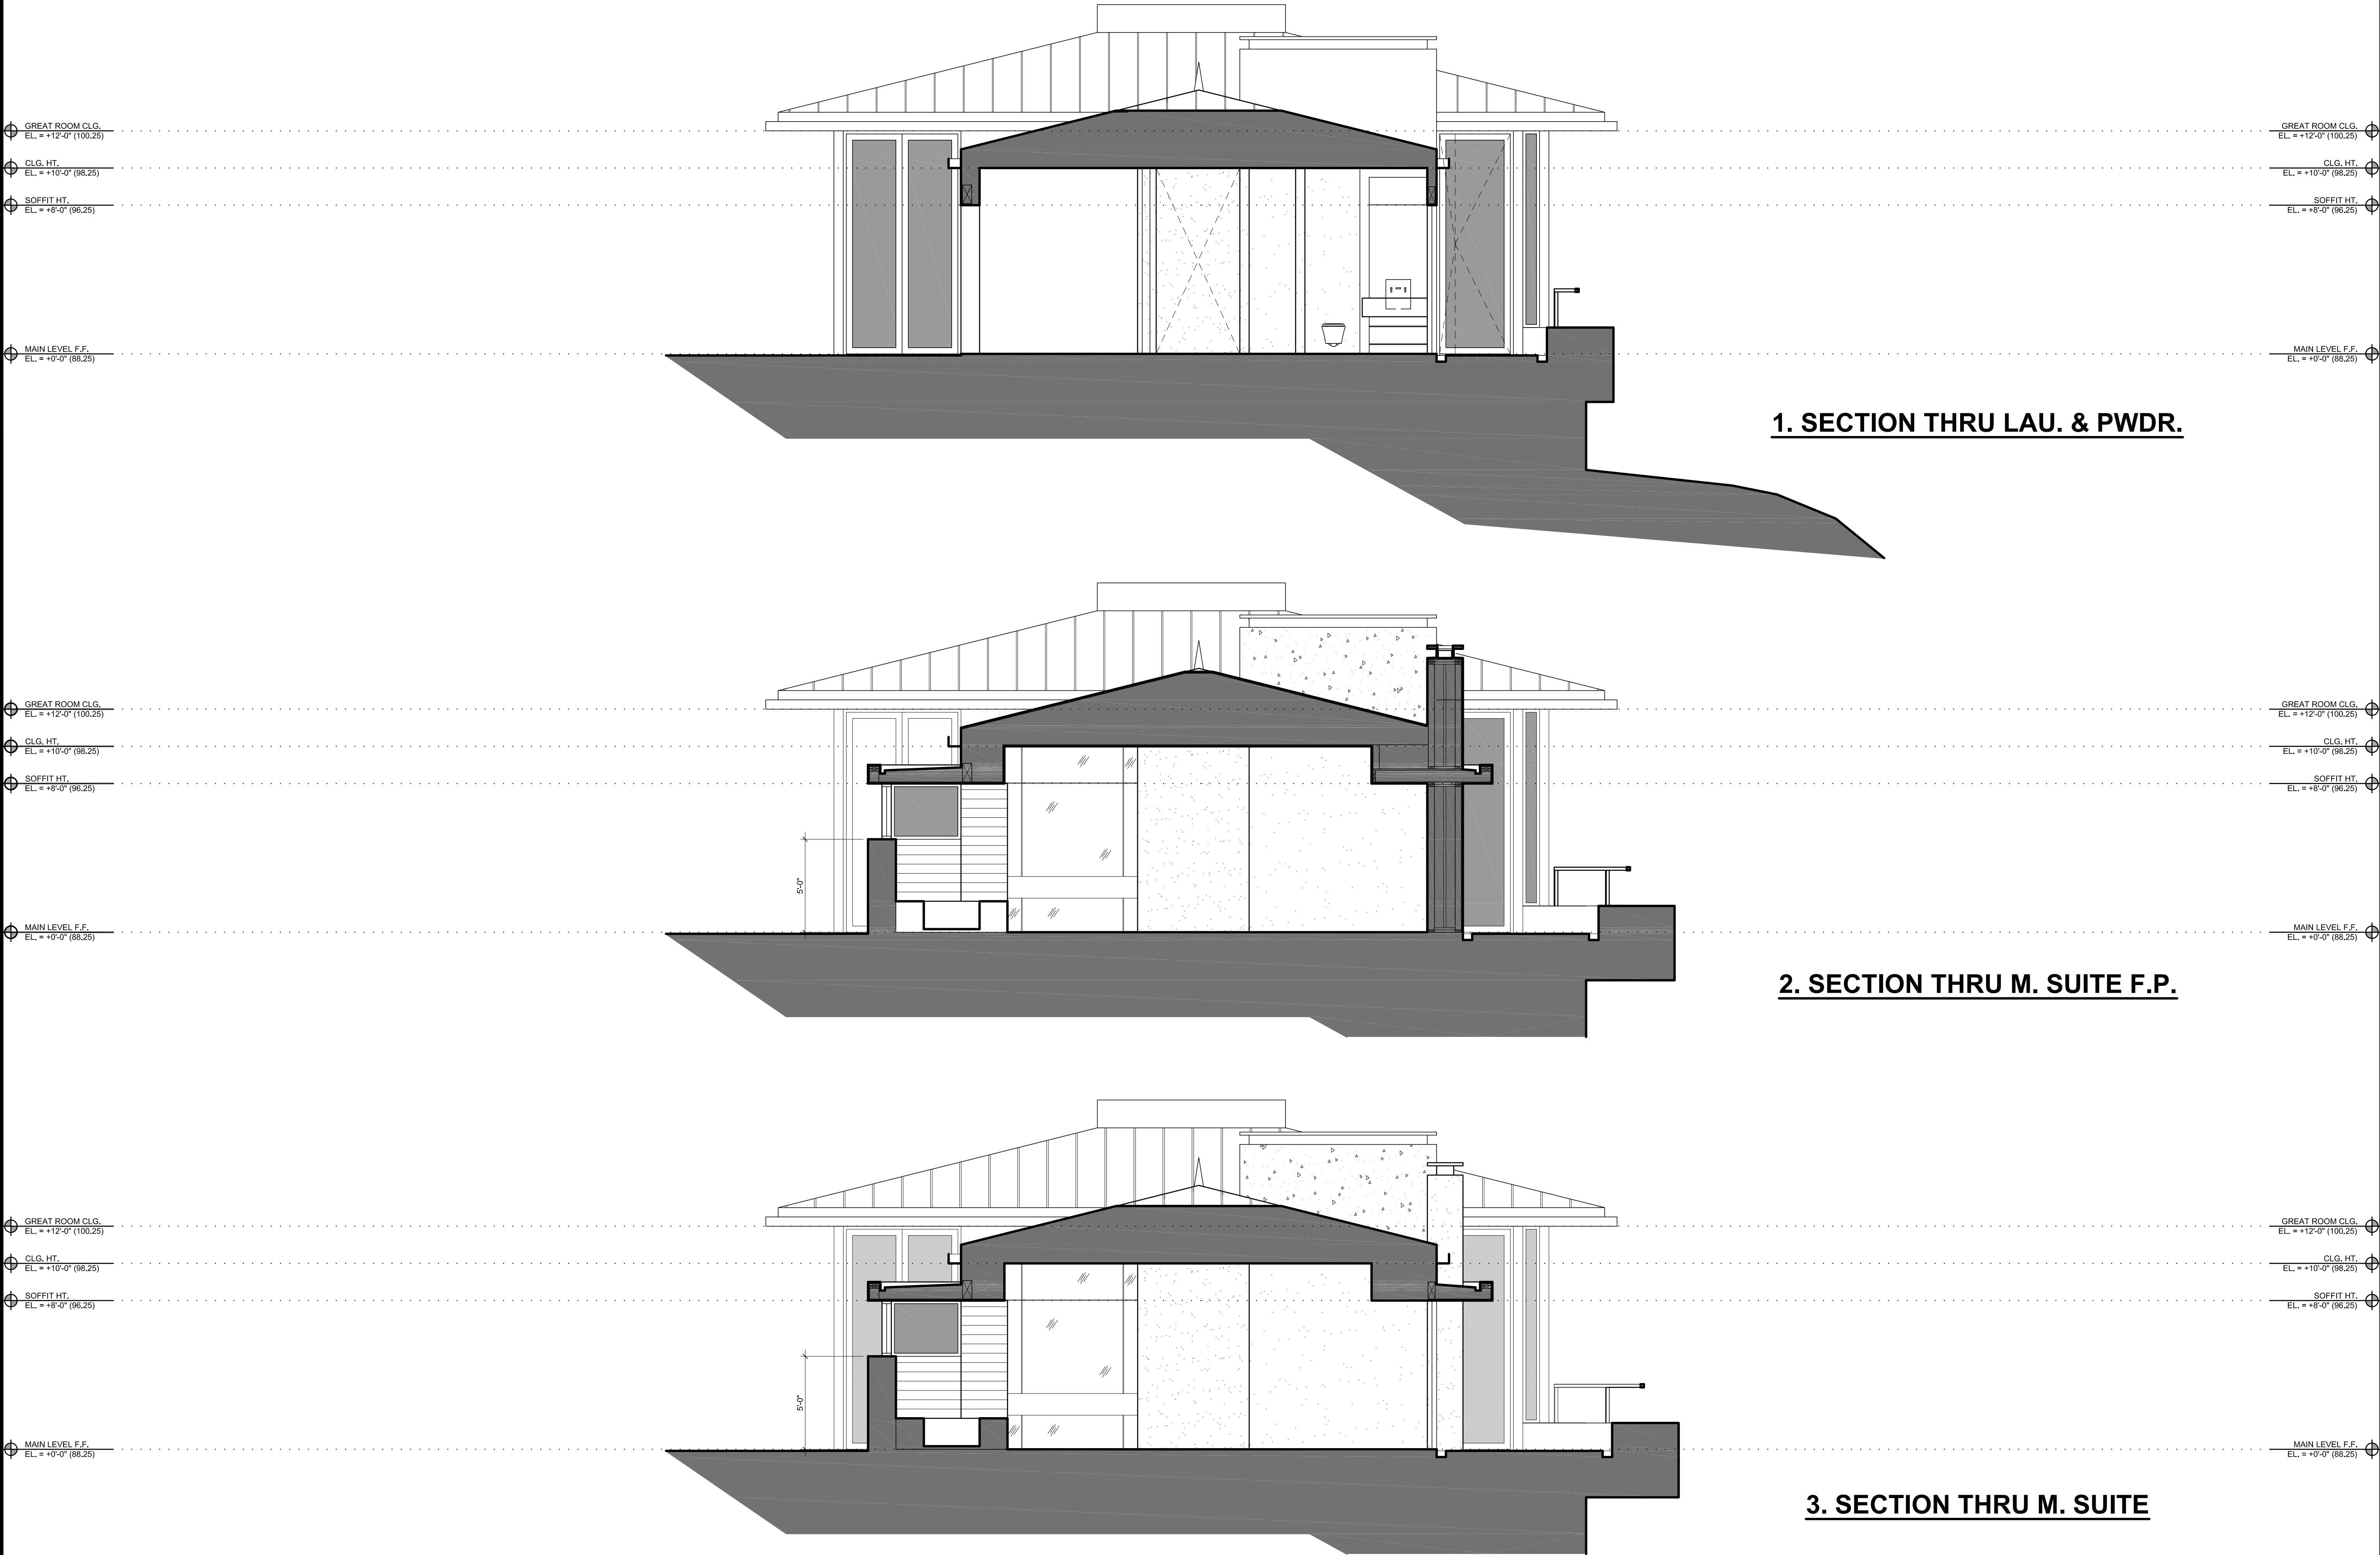 GREAT ROOM CLG.
EL. = +12'-0" (100.25)
CLG. HT.
EL. = +10'-0" (98.25)
SOFFIT HT.
EL. = +8'-0" (96.25)
MAIN LEVEL F.F.
EL. = +0'-0" (88.25)
GREAT ROOM CLG.
EL. = +12'-0" (100.25)
CLG. HT.
EL. = +10'-0" (98.25)
SOFFIT HT.
EL. = +8'-0" (96.25)
MAIN LEVEL F.F.
EL. = +0'-0" (88.25)
1. SECTION THRU LAU. & PWDR.
GREAT ROOM CLG.
EL. = +12'-0" (100.25)
CLG. HT.
EL. = +10'-0" (98.25)
SOFFIT HT.
EL. = +8'-0" (96.25)
MAIN LEVEL F.F.
EL. = +0'-0" (88.25)
5'-0"
GREAT ROOM CLG.
EL. = +12'-0" (100.25)
CLG. HT.
EL. = +10'-0" (98.25)
SOFFIT HT.
EL. = +8'-0" (96.25)
MAIN LEVEL F.F.
EL. = +0'-0" (88.25)
2. SECTION THRU M. SUITE F.P.
GREAT ROOM CLG.
EL. = +12'-0" (100.25)
CLG. HT.
EL. = +10'-0" (98.25)
SOFFIT HT.
EL. = +8'-0" (96.25)
MAIN LEVEL F.F.
EL. = +0'-0" (88.25)
5'-0"
GREAT ROOM CLG.
EL. = +12'-0" (100.25)
CLG. HT.
EL. = +10'-0" (98.25)
SOFFIT HT.
EL. = +8'-0" (96.25)
MAIN LEVEL F.F.
EL. = +0'-0" (88.25)
3. SECTION THRU M. SUITE